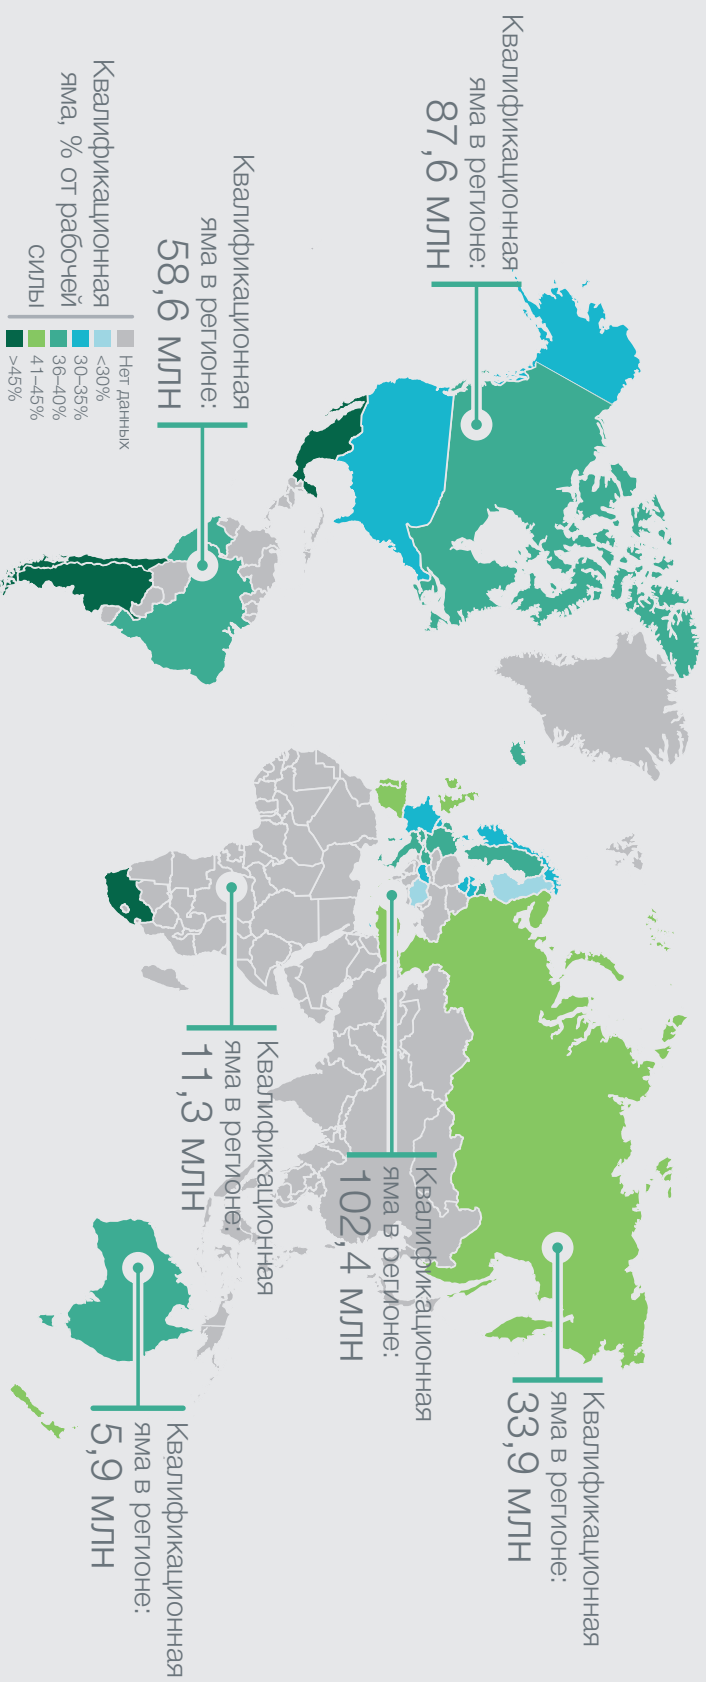 Квалификационная
яма в регионе:
87,6 млн
Квалификационная
яма в регионе:
33,9 млн
Квалификационная
яма в регионе:
102,4 млн
Квалификационная
яма в регионе:
11,3 млн
Квалификационная
яма в регионе:
58,6 млн
Квалификационная
яма в регионе:
5,9 млн
Квалификационная
яма, % от рабочей
силы
Нет данных
<30%
30–35%
36–40%
41–45%
>45%